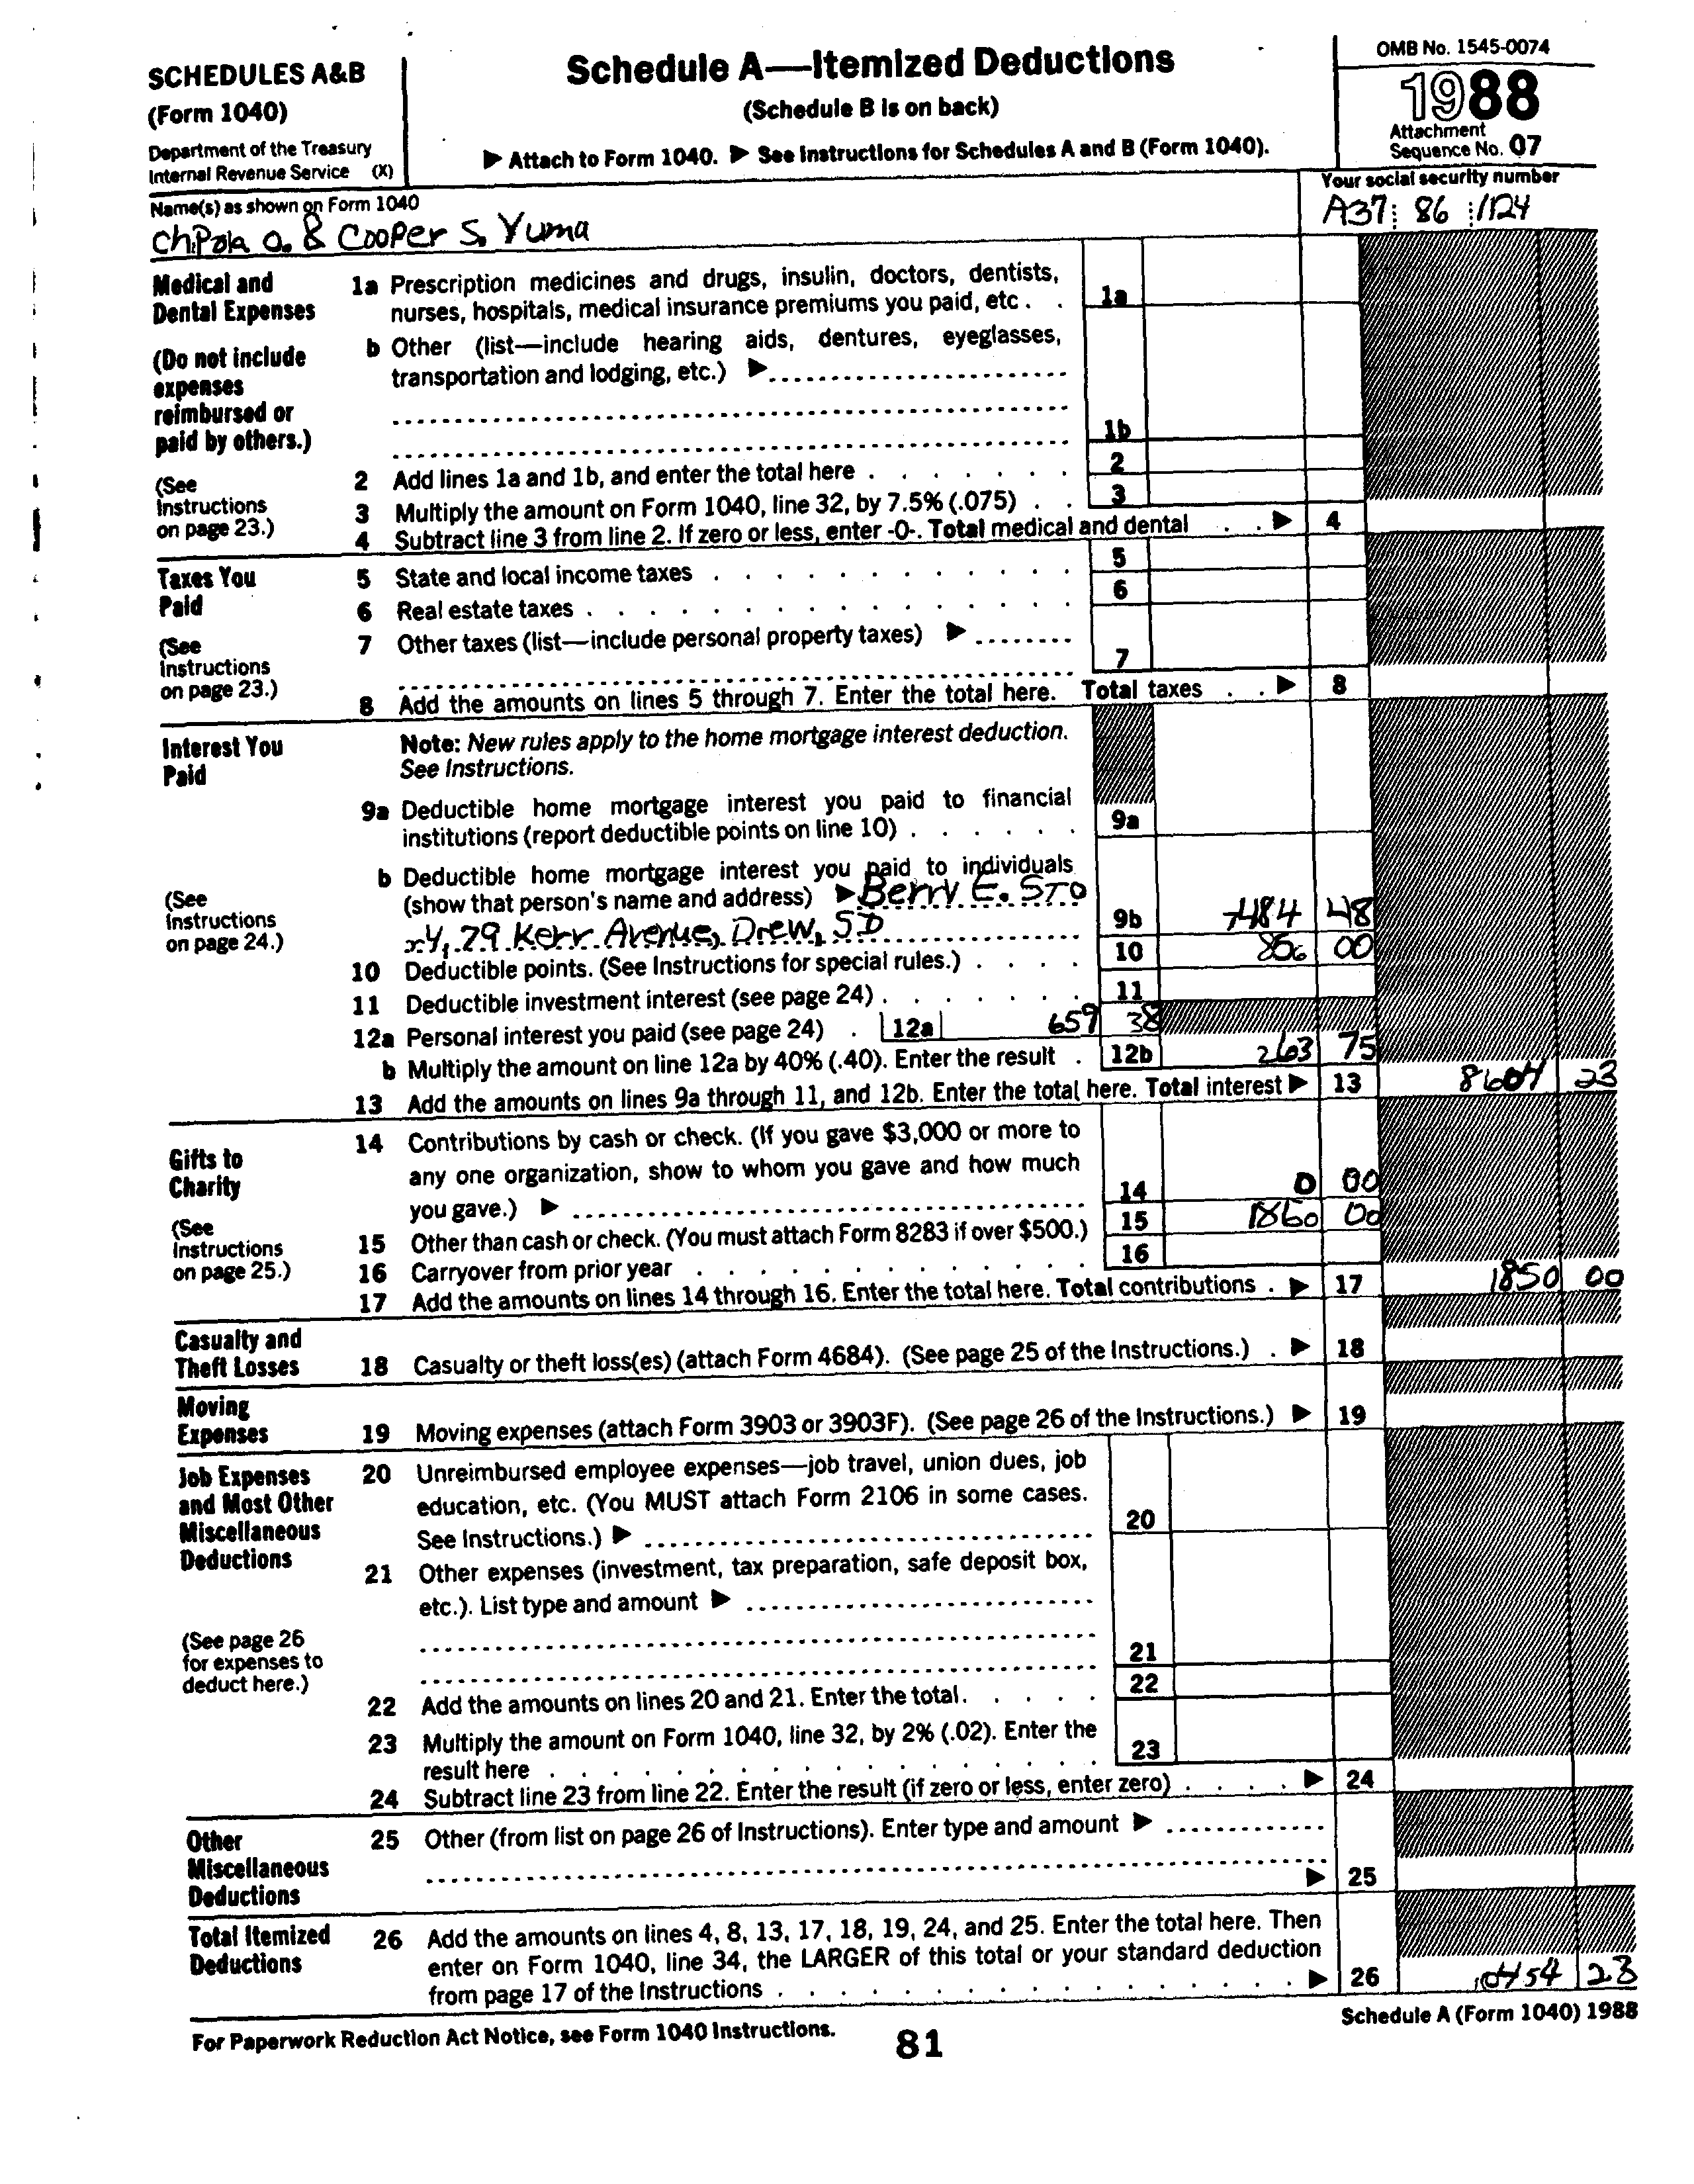 SCHEDULES A&B
(Form 1040)
Department of the Treasury
Internal Revenue Service (X)
Schedule A—Itemized Deductions
(Schedule B is on back)
▶ Attach to Form 1040. ▶ See Instructions for Schedules A and B (Form 1040).
OMB No. 1545-0074
1988
Attachment
Sequence No. 07
Name(s) as shown on Form 1040
Chipola O. & Cooper S. Yuma
Your social security number
A37 86 1124
Medical and
Dental Expenses
(Do not include
expenses
reimbursed or
paid by others.)
(See
Instructions
on page 23.)
1a Prescription medicines and drugs, insulin, doctors, dentists,
nurses, hospitals, medical insurance premiums you paid, etc . . 1a
b Other (list—include hearing aids, dentures, eyeglasses,
transportation and lodging, etc.) ▶
1b
2 Add lines 1a and 1b, and enter the total here . . . . . . . 2
3 Multiply the amount on Form 1040, line 32, by 7.5% (.075) . . 3
4 Subtract line 3 from line 2. If zero or less, enter -0-. Total medical and dental . . ▶ 4
Taxes You
Paid
(See
Instructions
on page 23.)
5 State and local income taxes . . . . . . . . . . . . 5
6 Real estate taxes . . . . . . . . . . . . . . . 6
7 Other taxes (list—include personal property taxes) ▶
7
8 Add the amounts on lines 5 through 7. Enter the total here. Total taxes . . ▶ 8
Interest You
Paid
(See
Instructions
on page 24.)
Note: New rules apply to the home mortgage interest deduction.
See Instructions.
9a Deductible home mortgage interest you paid to financial
institutions (report deductible points on line 10) . . . . . . 9a
b Deductible home mortgage interest you paid to individuals
(show that person's name and address) ▶ Berry E. STO
xy, 79 Kerr Avenue, Drew, SD 9b 7484 48
10 Deductible points. (See Instructions for special rules.) . . . . 10 856 00
11 Deductible investment interest (see page 24) . . . . . . . 11
12a Personal interest you paid (see page 24) . 12a 659 38
b Multiply the amount on line 12a by 40% (.40). Enter the result . 12b 263 75
13 Add the amounts on lines 9a through 11, and 12b. Enter the total here. Total interest ▶ 13 8604 23
Gifts to
Charity
(See
Instructions
on page 25.)
14 Contributions by cash or check. (If you gave $3,000 or more to
any one organization, show to whom you gave and how much
you gave.) ▶ 14 0 00
15 Other than cash or check. (You must attach Form 8283 if over $500.) 15 1860 00
16 Carryover from prior year . . . . . . . . . . . . . 16
17 Add the amounts on lines 14 through 16. Enter the total here. Total contributions . ▶ 17 1850 00
Casualty and
Theft Losses
18 Casualty or theft loss(es) (attach Form 4684). (See page 25 of the Instructions.) . ▶ 18
Moving
Expenses
19 Moving expenses (attach Form 3903 or 3903F). (See page 26 of the Instructions.) ▶ 19
Job Expenses
and Most Other
Miscellaneous
Deductions
(See page 26
for expenses to
deduct here.)
20 Unreimbursed employee expenses—job travel, union dues, job
education, etc. (You MUST attach Form 2106 in some cases.
See Instructions.) ▶ 20
21 Other expenses (investment, tax preparation, safe deposit box,
etc.). List type and amount ▶
21
22 Add the amounts on lines 20 and 21. Enter the total. . . . . . 22
23 Multiply the amount on Form 1040, line 32, by 2% (.02). Enter the
result here . . . . . . . . . . . . . . . . . 23
24 Subtract line 23 from line 22. Enter the result (if zero or less, enter zero) . . . . ▶ 24
Other
Miscellaneous
Deductions
25 Other (from list on page 26 of Instructions). Enter type and amount ▶
▶ 25
Total Itemized
Deductions
26 Add the amounts on lines 4, 8, 13, 17, 18, 19, 24, and 25. Enter the total here. Then
enter on Form 1040, line 34, the LARGER of this total or your standard deduction
from page 17 of the Instructions . . . . . . . . . . . . . . . . ▶ 26 10454 23
For Paperwork Reduction Act Notice, see Form 1040 Instructions.
Schedule A (Form 1040) 1988
81